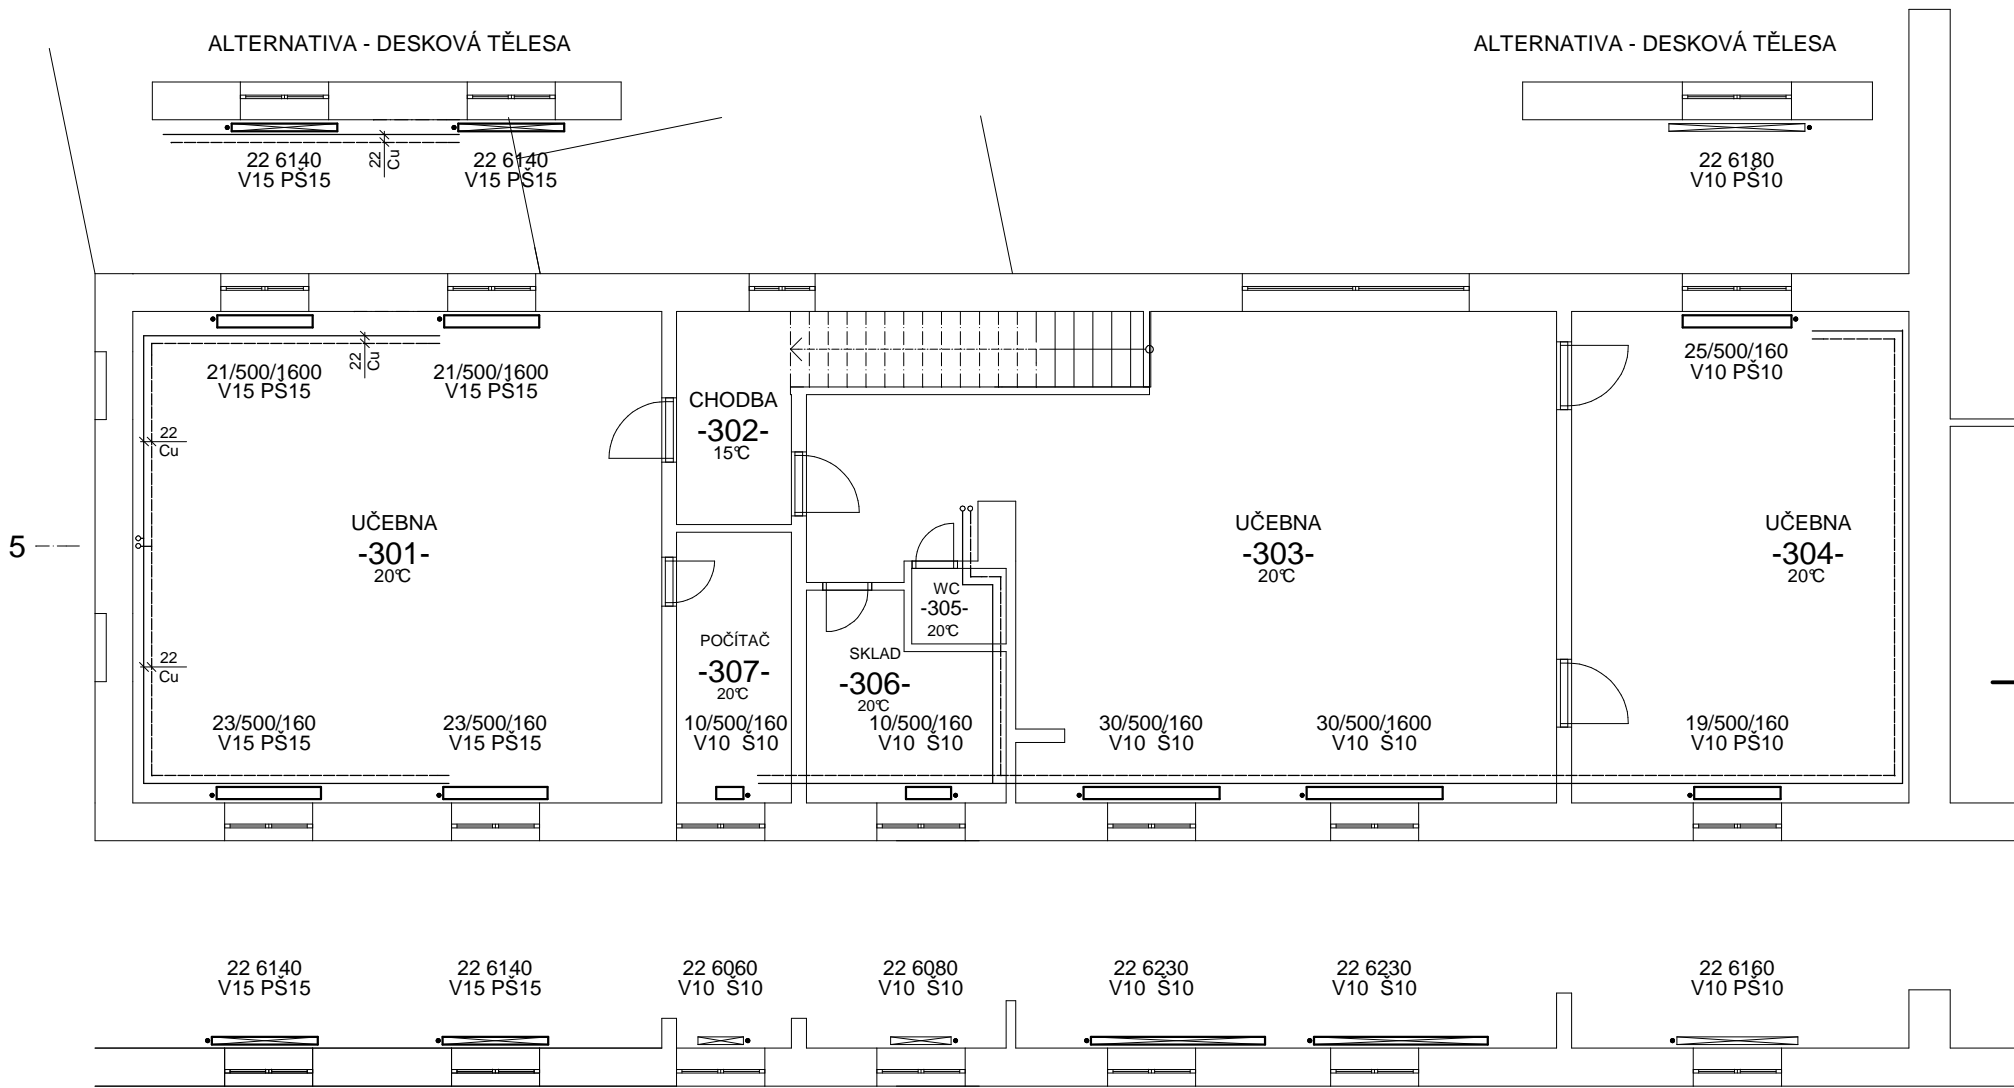 ALTERNATIVA - DESKOVÁ TĚLESA
ALTERNATIVA - DESKOVÁ TĚLESA
22 6140
V15 PŠ15
22
Cu
22 6140
V15 PŠ15
22 6180
V10 PŠ10
21/500/1600
V15 PŠ15
22
Cu
21/500/1600
V15 PŠ15
25/500/160
V10 PŠ10
CHODBA
-302-
15°C
22
Cu
5
UČEBNA
-301-
20°C
UČEBNA
-303-
20°C
UČEBNA
-304-
20°C
WC
-305-
20°C
22
Cu
POČÍTAČ
-307-
20°C
SKLAD
-306-
20°C
23/500/160
V15 PŠ15
23/500/160
V15 PŠ15
10/500/160
V10 Š10
10/500/160
V10 Š10
30/500/160
V10 Š10
30/500/1600
V10 Š10
19/500/160
V10 PŠ10
22 6140
V15 PŠ15
22 6140
V15 PŠ15
22 6060
V10 Š10
22 6080
V10 Š10
22 6230
V10 Š10
22 6230
V10 Š10
22 6160
V10 PŠ10